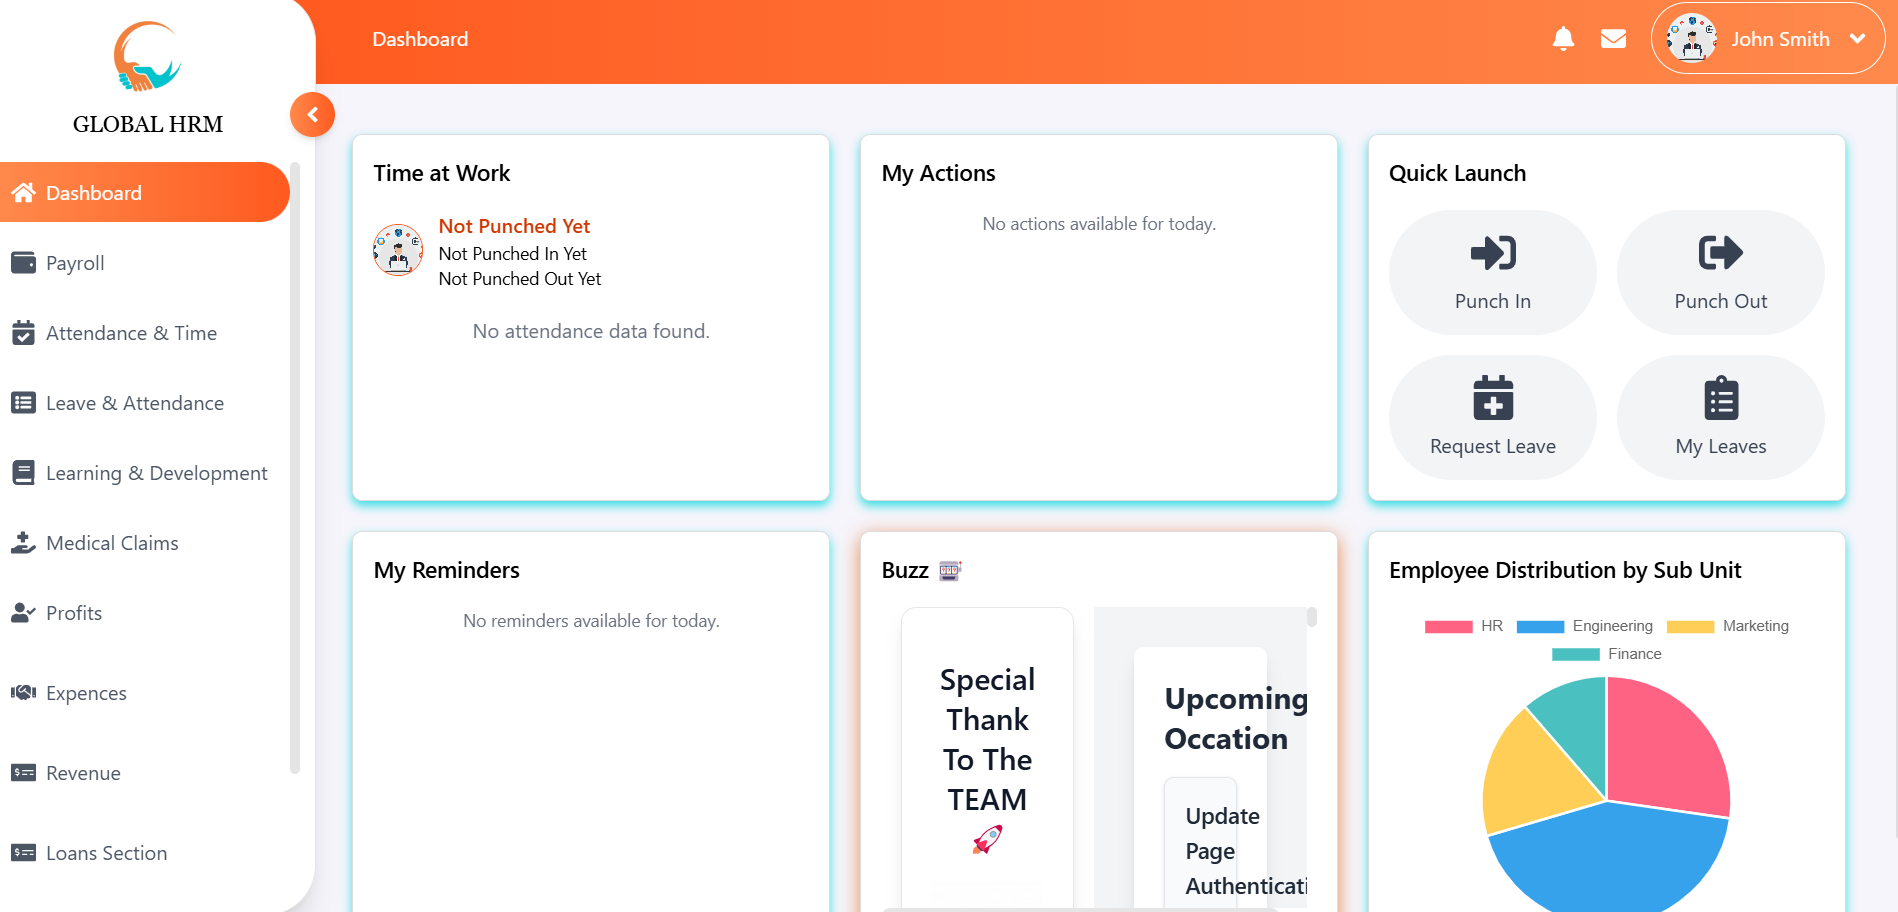 GLOBAL HRM
Dashboard
Payroll
Attendance & Time
Leave & Attendance
Learning & Development
Medical Claims
Profits
Expences
Revenue
Loans Section
Dashboard
John Smith
Time at Work
Not Punched Yet
Not Punched In Yet
Not Punched Out Yet
No attendance data found.
My Actions
No actions available for today.
Quick Launch
Punch In
Punch Out
Request Leave
My Leaves
My Reminders
No reminders available for today.
Buzz
Special
Thank
To The
TEAM
Upcoming
Occation
Update
Page
Authenticati
Employee Distribution by Sub Unit
HR
Engineering
Marketing
Finance